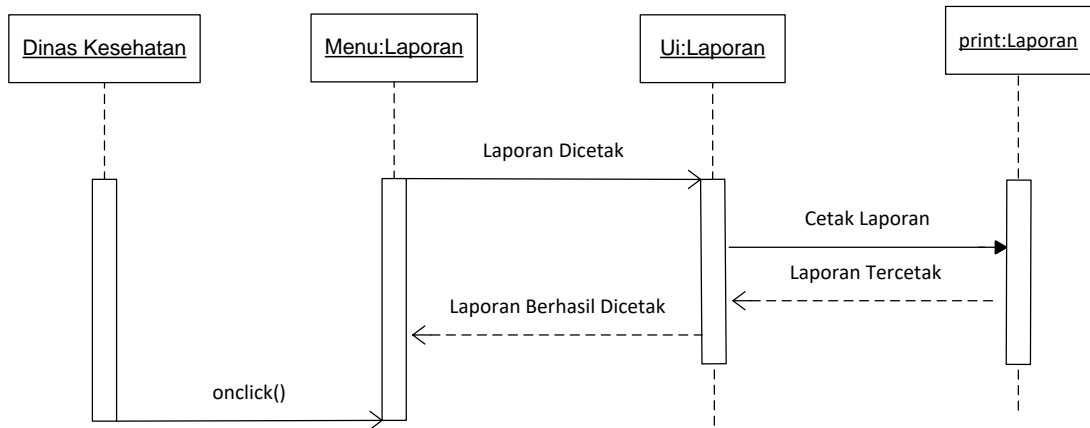 Dinas Kesehatan
Menu:Laporan
Ui:Laporan
print:Laporan
Laporan Dicetak
Cetak Laporan
Laporan Tercetak
Laporan Berhasil Dicetak
onclick()